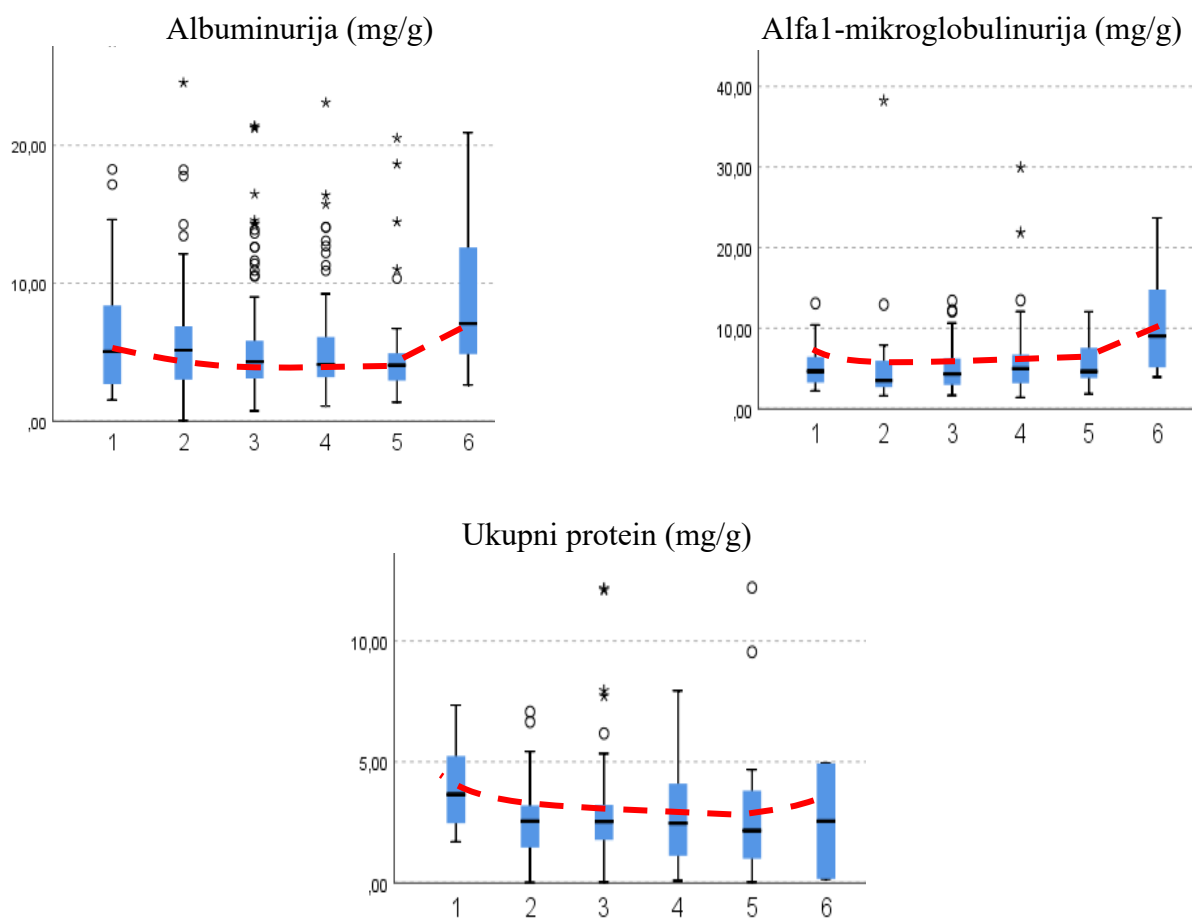 Albuminurija (mg/g)
20,00
10,00
,00
1 2 3 4 5 6
Alfa1-mikroglobulinurija (mg/g)
40,00
30,00
20,00
10,00
,00
1 2 3 4 5 6
Ukupni protein (mg/g)
10,00
5,00
,00
1 2 3 4 5 6